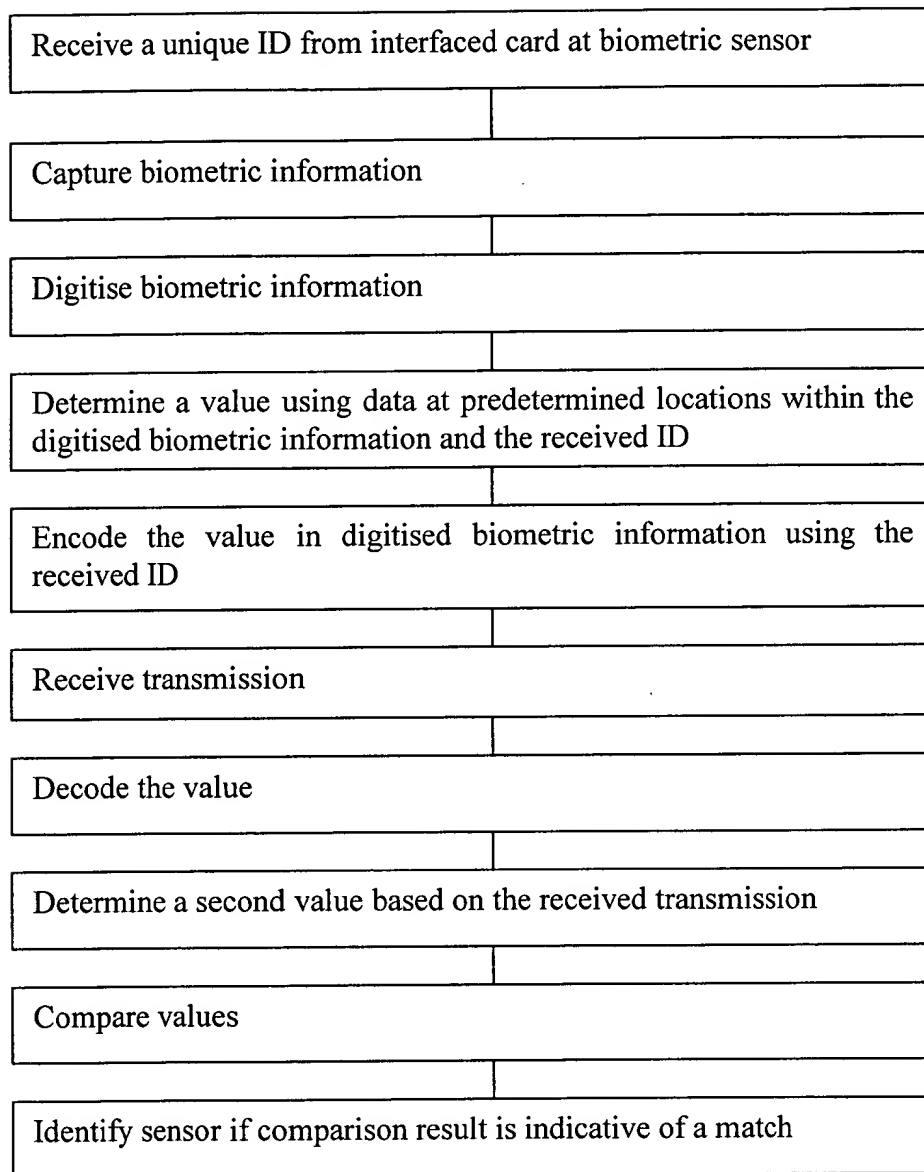 Receive a unique ID from interfaced card at biometric sensor
Capture biometric information
Digitise biometric information
Determine a value using data at predetermined locations within the
digitised biometric information and the received ID
Encode the value in digitised biometric information using the
received ID
Receive transmission
Decode the value
Determine a second value based on the received transmission
Compare values
Identify sensor if comparison result is indicative of a match